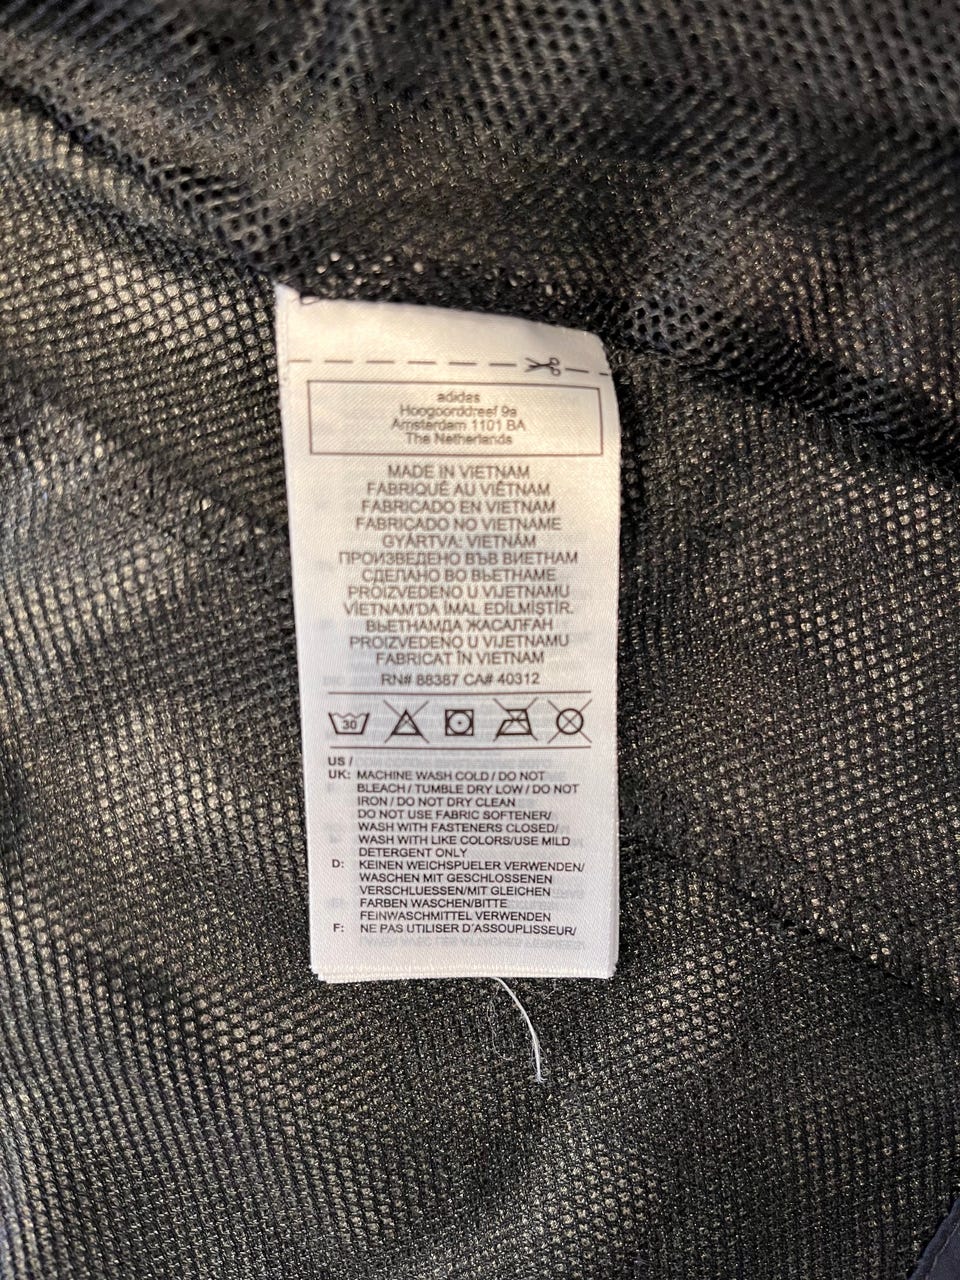 adidas
Hoogoorddreef 9a
Amsterdam 1101 BA
The Netherlands
MADE IN VIETNAM
FABRIQUÉ AU VIÊTNAM
FABRICADO EN VIETNAM
FABRICADO NO VIETNAME
GYÁRTVA: VIETNÁM
ПРОИЗВЕДЕНО ВЪВ ВИЕТНАМ
СДЕЛАНО ВО ВЬЕТНАМЕ
PROIZVEDENO U VIJETNAMU
VİETNAM'DA İMAL EDİLMİŞTİR.
ВЬЕТНАМДА ЖАСАЛҒАН
PROIZVEDENO U VIJETNAMU
FABRICAT ÎN VIETNAM
RN# 88387 CA# 40312
30
US /
UK: MACHINE WASH COLD / DO NOT
BLEACH / TUMBLE DRY LOW / DO NOT
IRON / DO NOT DRY CLEAN
DO NOT USE FABRIC SOFTENER/
WASH WITH FASTENERS CLOSED/
WASH WITH LIKE COLORS/USE MILD
DETERGENT ONLY
D: KEINEN WEICHSPUELER VERWENDEN/
WASCHEN MIT GESCHLOSSENEN
VERSCHLUESSEN/MIT GLEICHEN
FARBEN WASCHEN/BITTE
FEINWASCHMITTEL VERWENDEN
F: NE PAS UTILISER D'ASSOUPLISSEUR/